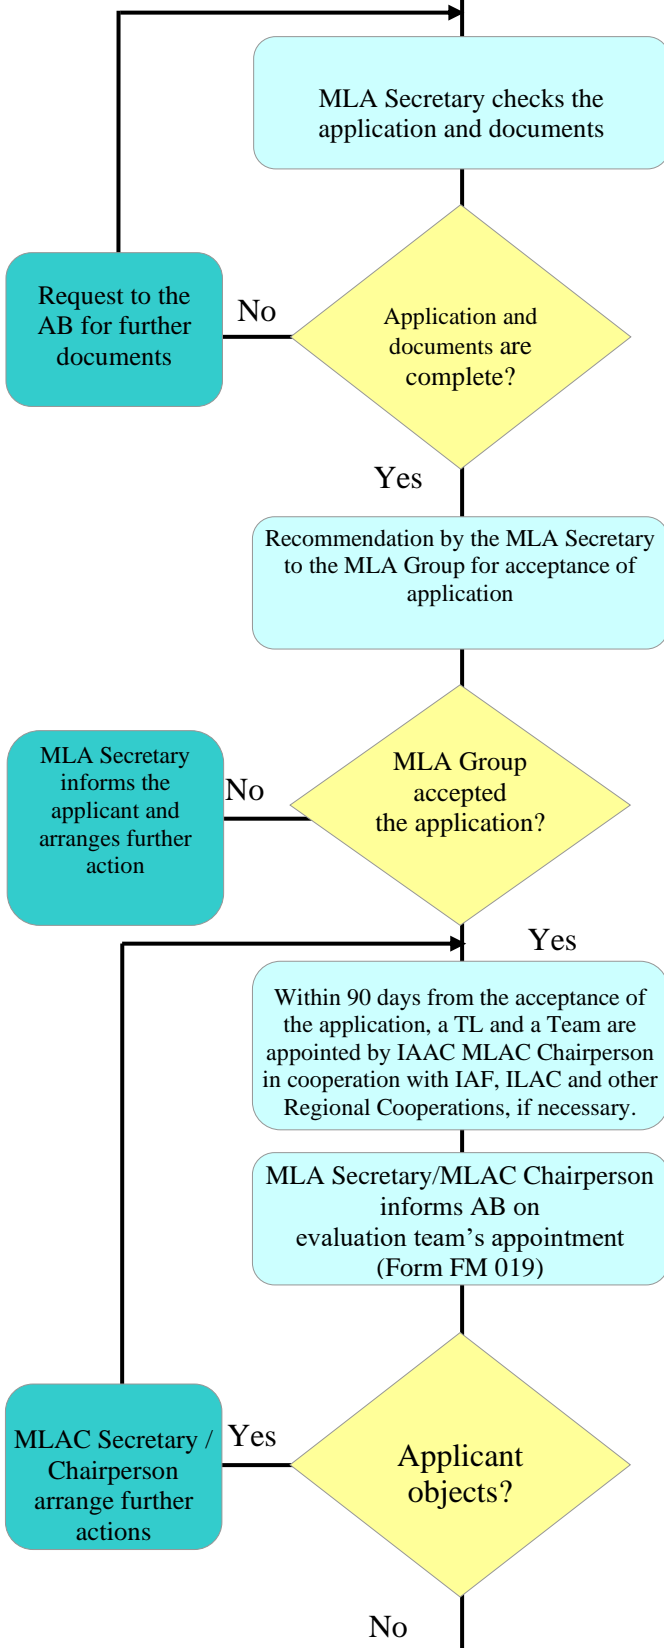 MLA Secretary checks the
application and documents
Request to the
AB for further
documents
No
Application and
documents are
complete?
Yes
Recommendation by the MLA Secretary
to the MLA Group for acceptance of
application
MLA Secretary
informs the
applicant and
arranges further
action
No
MLA Group
accepted
the application?
Yes
Within 90 days from the acceptance of
the application, a TL and a Team are
appointed by IAAC MLAC Chairperson
in cooperation with IAF, ILAC and other
Regional Cooperations, if necessary.
MLA Secretary/MLAC Chairperson
informs AB on
evaluation team’s appointment
(Form FM 019)
MLAC Secretary /
Chairperson
arrange further
actions
Yes
Applicant
objects?
No